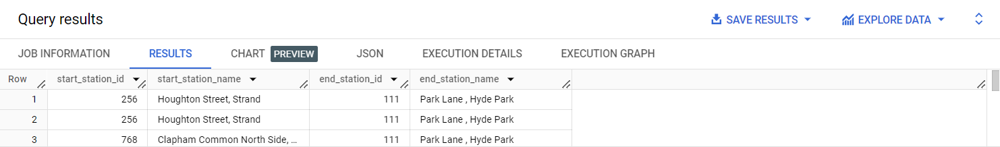 Query results SAVE RESULTS EXPLORE DATA
JOB INFORMATION RESULTS CHART PREVIEW JSON EXECUTION DETAILS EXECUTION GRAPH
Row start_station_id start_station_name end_station_id end_station_name
1 256 Houghton Street, Strand 111 Park Lane , Hyde Park
2 256 Houghton Street, Strand 111 Park Lane , Hyde Park
3 768 Clapham Common North Side, ... 111 Park Lane , Hyde Park